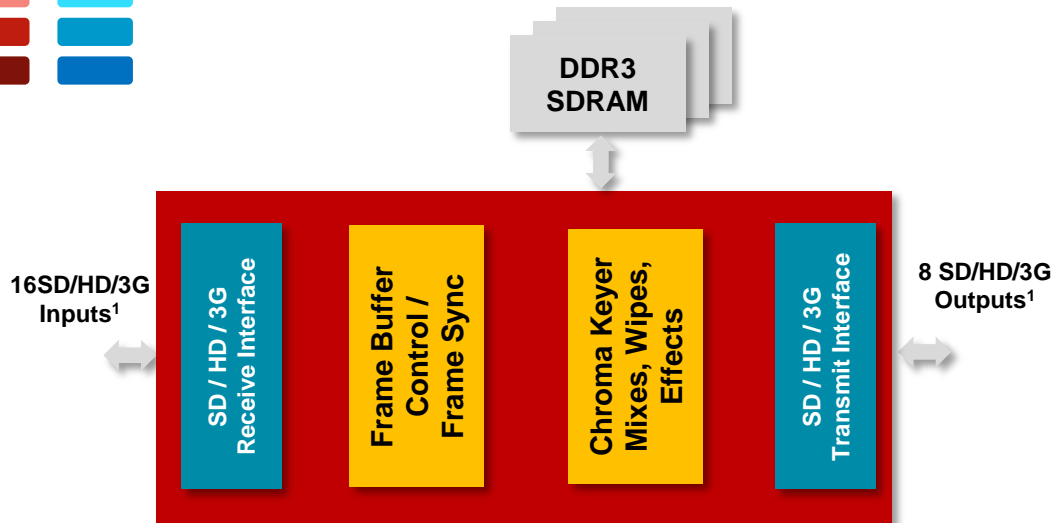 DDR3
SDRAM
16SD/HD/3G
Inputs¹
SD / HD / 3G
Receive Interface
Frame Buffer
Control /
Frame Sync
Chroma Keyer
Mixes, Wipes,
Effects
SD / HD / 3G
Transmit Interface
8 SD/HD/3G
Outputs¹